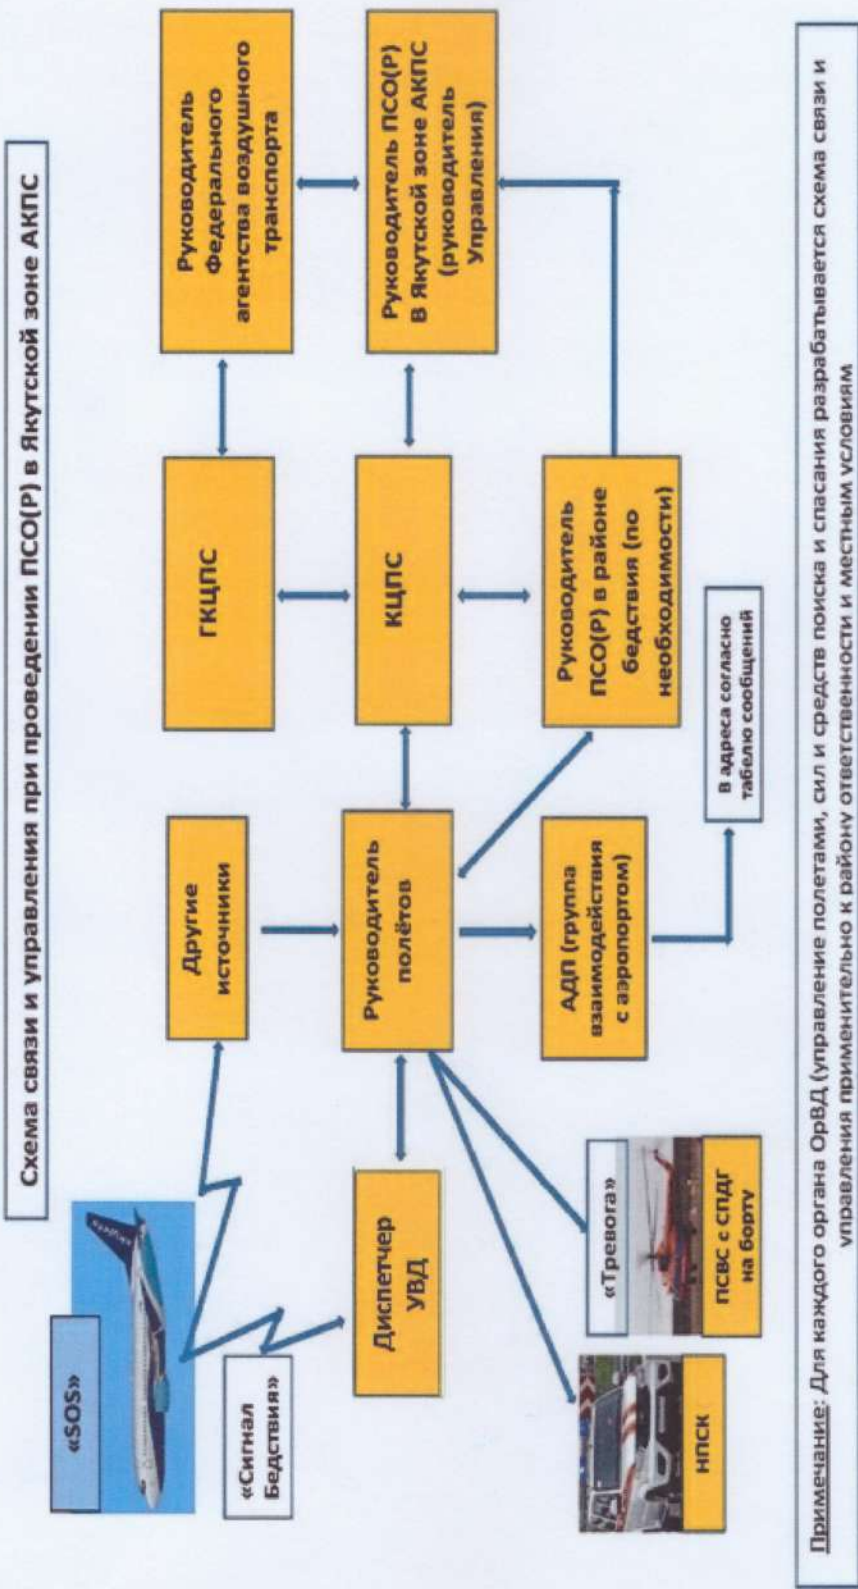 Схема связи и управления при проведении ПСО(Р) в Якутской зоне АКПС
«SOS»
«Сигнал
Бедствия»
Диспетчер
УВД
Другие
источники
Руководитель
полётов
ГКЦПС
КЦПС
Руководитель
Федерального
агентства воздушного
транспорта
Руководитель ПСО(Р)
В Якутской зоне АКПС
(руководитель
Управления)
НПСК
«Тревога»
ПСВС с СПДГ
на борту
АДП (группа
взаимодействия
с аэропортом)
Руководитель
ПСО(Р) в районе
бедствия (по
необходимости)
В адреса согласно
табелю сообщений
Примечание: Для каждого органа ОрВД (управление полетами, сил и средств поиска и спасания разрабатывается схема связи и
управления применительно к району ответственности и местным условиям